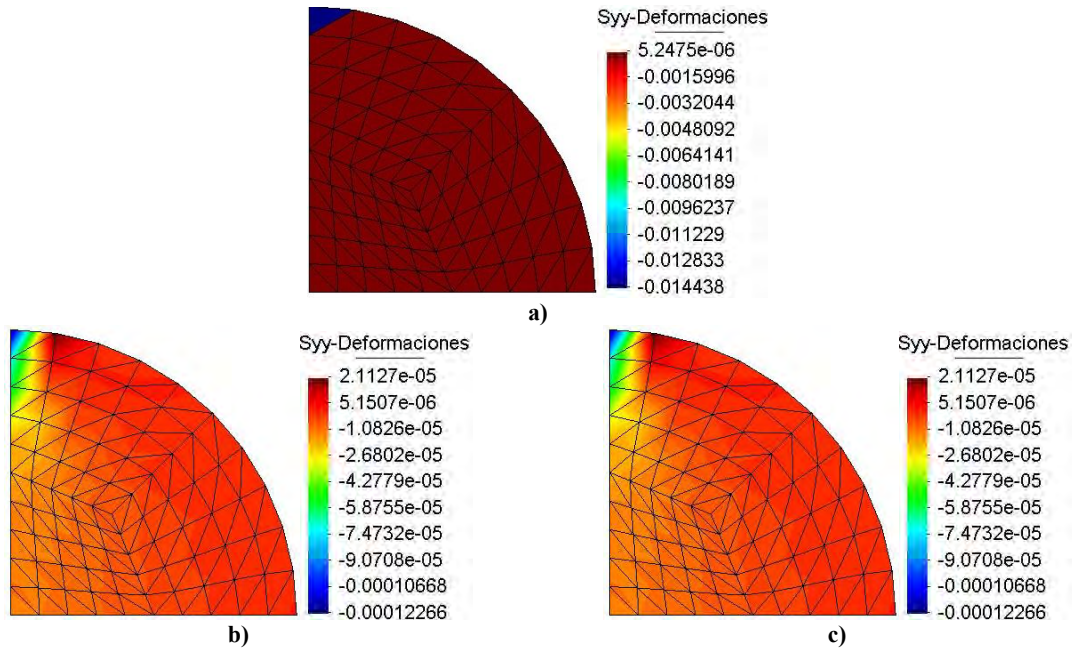 Syy-Deformaciones
5.2475e-06
-0.0015996
-0.0032044
-0.0048092
-0.0064141
-0.0080189
-0.0096237
-0.011229
-0.012833
-0.014438
a)
Syy-Deformaciones
2.1127e-05
5.1507e-06
-1.0826e-05
-2.6802e-05
-4.2779e-05
-5.8755e-05
-7.4732e-05
-9.0708e-05
-0.00010668
-0.00012266
b)
Syy-Deformaciones
2.1127e-05
5.1507e-06
-1.0826e-05
-2.6802e-05
-4.2779e-05
-5.8755e-05
-7.4732e-05
-9.0708e-05
-0.00010668
-0.00012266
c)